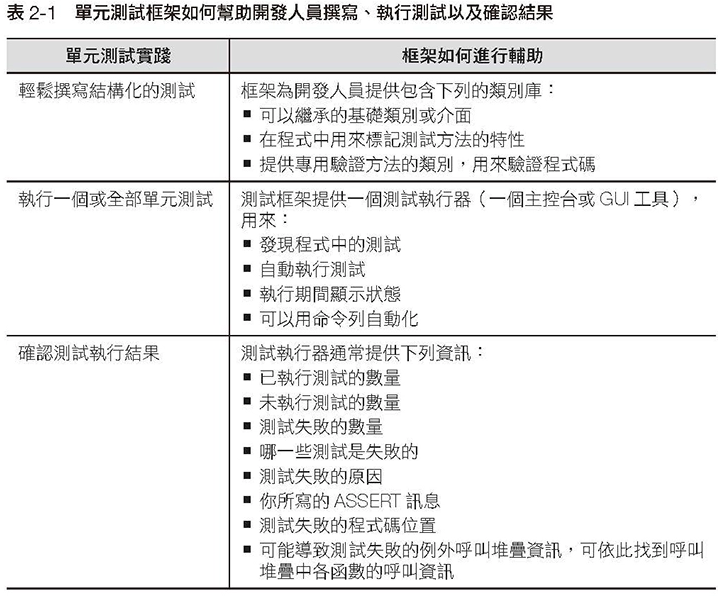 表 2-1 單元測試框架如何幫助開發人員撰寫、執行測試以及確認結果
單元測試實踐
框架如何進行輔助
輕鬆撰寫結構化的測試
框架為開發人員提供包含下列的類別庫：
■ 可以繼承的基礎類別或介面
■ 在程式中用來標記測試方法的特性
■ 提供專用驗證方法的類別，用來驗證程式碼
執行一個或全部單元測試
測試框架提供一個測試執行器（一個主控台或 GUI 工具），
用來：
■ 發現程式中的測試
■ 自動執行測試
■ 執行期間顯示狀態
■ 可以用命令列自動化
確認測試執行結果
測試執行器通常提供下列資訊：
■ 已執行測試的數量
■ 未執行測試的數量
■ 測試失敗的數量
■ 哪一些測試是失敗的
■ 測試失敗的原因
■ 你所寫的 ASSERT 訊息
■ 測試失敗的程式碼位置
■ 可能導致測試失敗的例外呼叫堆疊資訊，可依此找到呼叫
堆疊中各函數的呼叫資訊